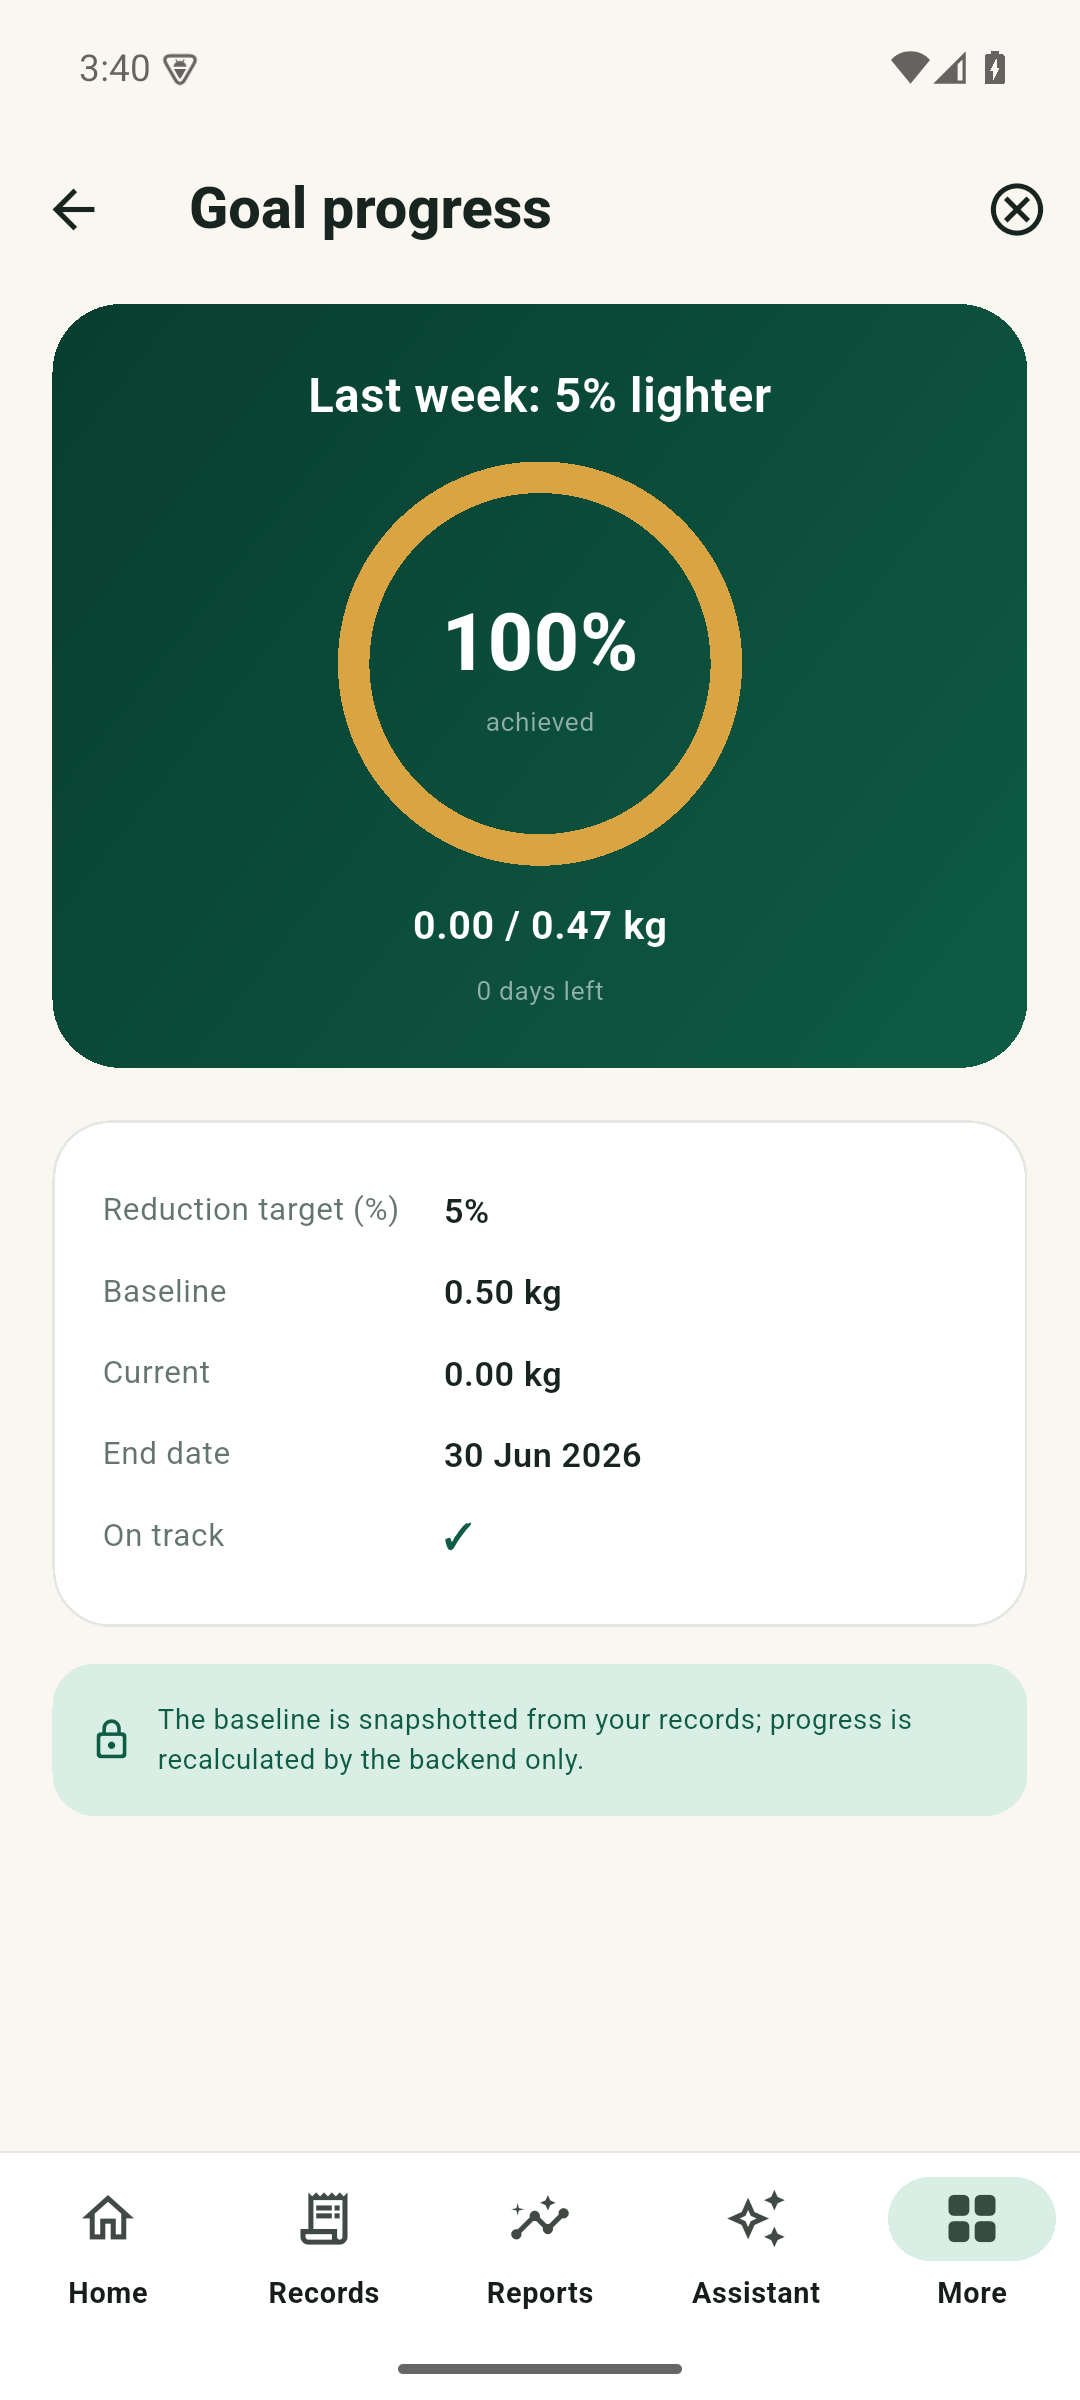 3:40
Goal progress
Last week: 5% lighter
100%
achieved
0.00 / 0.47 kg
0 days left
Reduction target (%) 5%
Baseline 0.50 kg
Current 0.00 kg
End date 30 Jun 2026
On track ✓
The baseline is snapshotted from your records; progress is
recalculated by the backend only.
Home Records Reports Assistant More